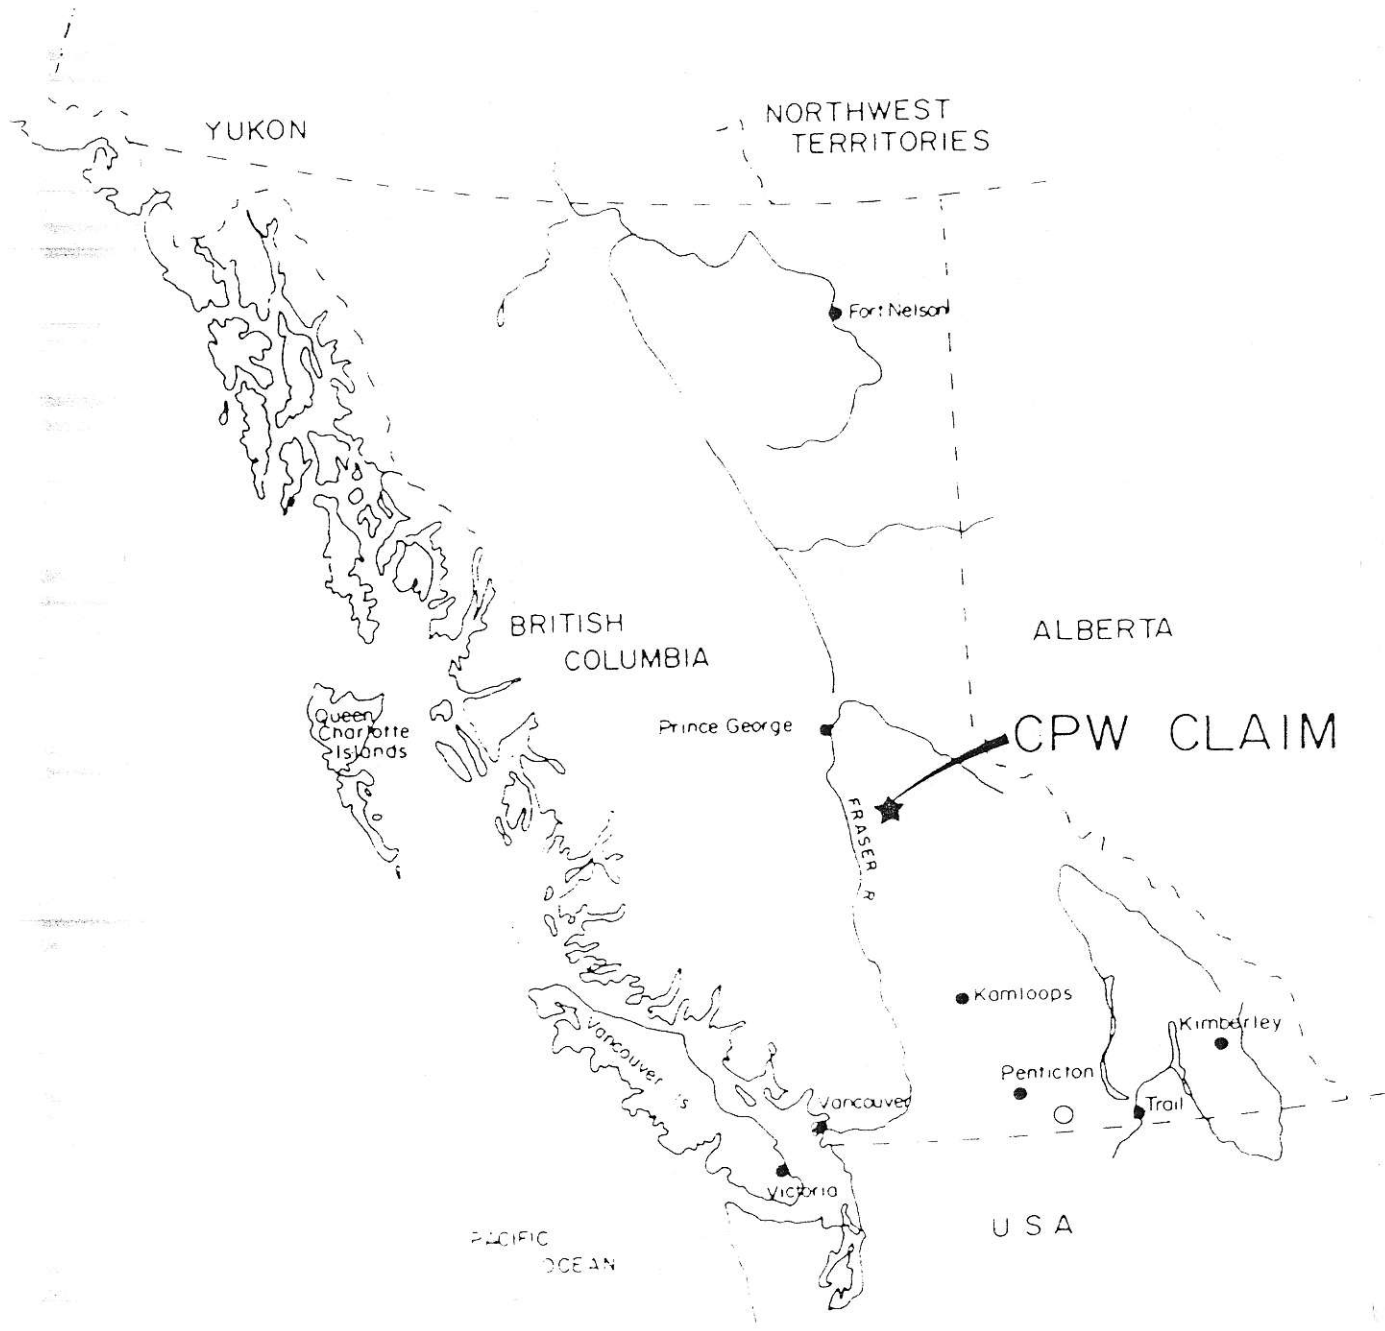 YUKON
NORTHWEST
TERRITORIES
Fort Nelson
BRITISH
COLUMBIA
ALBERTA
Queen
Charlotte
Islands
Prince George
CPW CLAIM
FRASER R
Kamloops
Kimberley
Vancouver Is
Penticton
Vancouver
Trail
Victoria
USA
PACIFIC
OCEAN